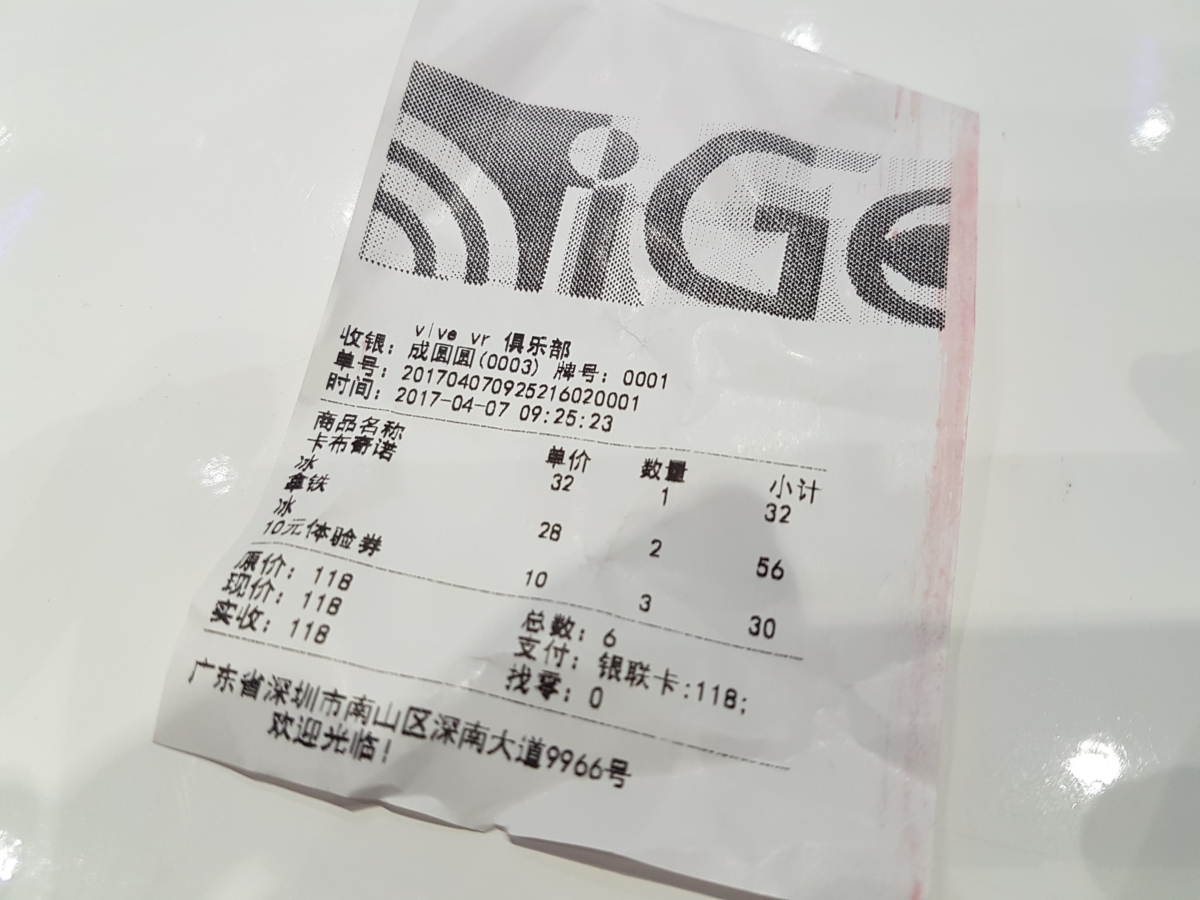 iGe
vive vr 俱乐部
收银: 成圆圆(0003) 牌号: 0001
单号: 201704070925216020001
时间: 2017-04-07 09:25:23
商品名称 单价 数量 小计
卡布奇诺 32 1 32
冰
拿铁 28 2 56
冰
10元体验券 10 3 30
原价: 118 总数: 6
现价: 118 支付: 银联卡:118;
实收: 118 找零: 0
广东省深圳市南山区深南大道9966号
欢迎光临!